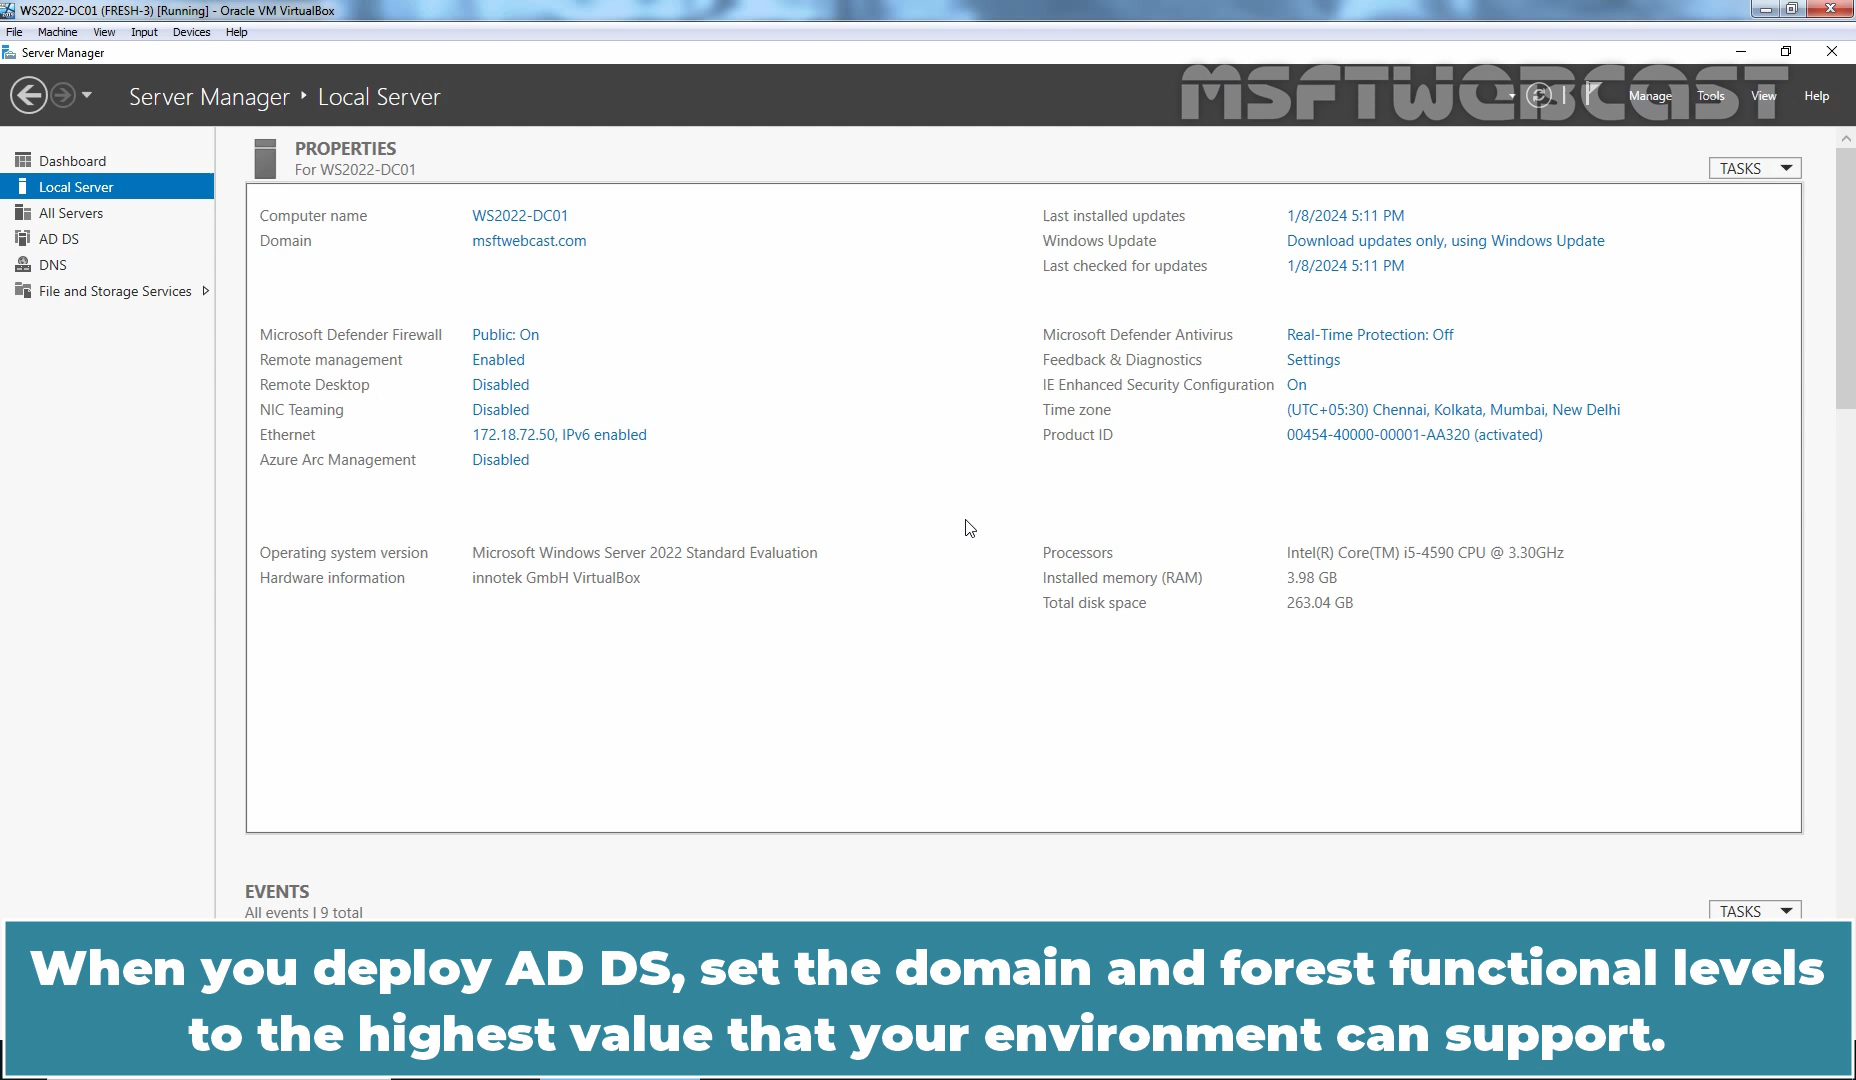 WS2022-DC01 (FRESH-3) [Running] - Oracle VM VirtualBox
File Machine View Input Devices Help
Server Manager
Server Manager Local Server
MSFTWEBCAST
Manage Tools View Help
Dashboard
Local Server
All Servers
AD DS
DNS
File and Storage Services
PROPERTIES
For WS2022-DC01
TASKS
Computer name WS2022-DC01
Domain msftwebcast.com
Last installed updates 1/8/2024 5:11 PM
Windows Update Download updates only, using Windows Update
Last checked for updates 1/8/2024 5:11 PM
Microsoft Defender Firewall Public: On
Remote management Enabled
Remote Desktop Disabled
NIC Teaming Disabled
Ethernet 172.18.72.50, IPv6 enabled
Azure Arc Management Disabled
Microsoft Defender Antivirus Real-Time Protection: Off
Feedback & Diagnostics Settings
IE Enhanced Security Configuration On
Time zone (UTC+05:30) Chennai, Kolkata, Mumbai, New Delhi
Product ID 00454-40000-00001-AA320 (activated)
Operating system version Microsoft Windows Server 2022 Standard Evaluation
Hardware information innotek GmbH VirtualBox
Processors Intel(R) Core(TM) i5-4590 CPU @ 3.30GHz
Installed memory (RAM) 3.98 GB
Total disk space 263.04 GB
EVENTS
All events | 9 total
TASKS
When you deploy AD DS, set the domain and forest functional levels
to the highest value that your environment can support.